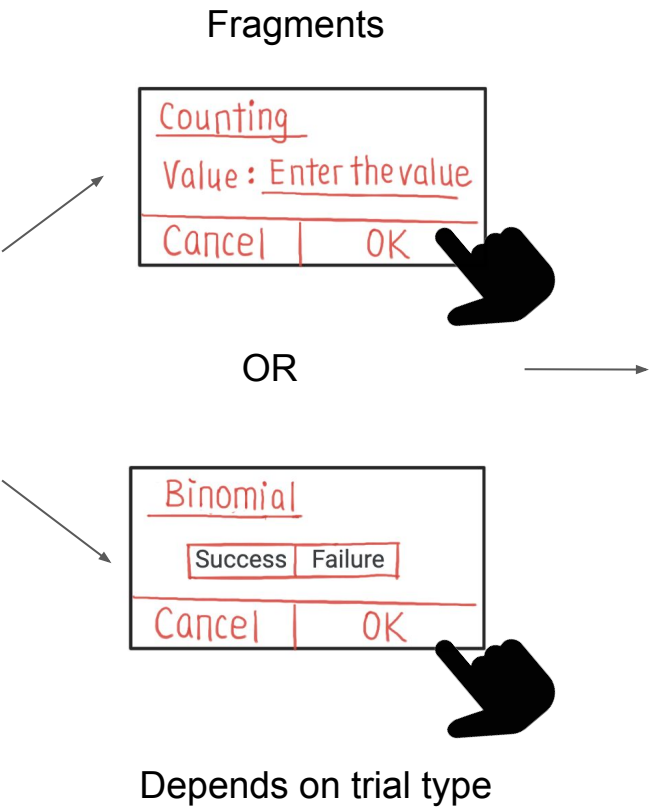 Fragments
Counting
Value: Enter the value
Cancel OK
OR
Binomial
Success Failure
Cancel OK
Depends on trial type